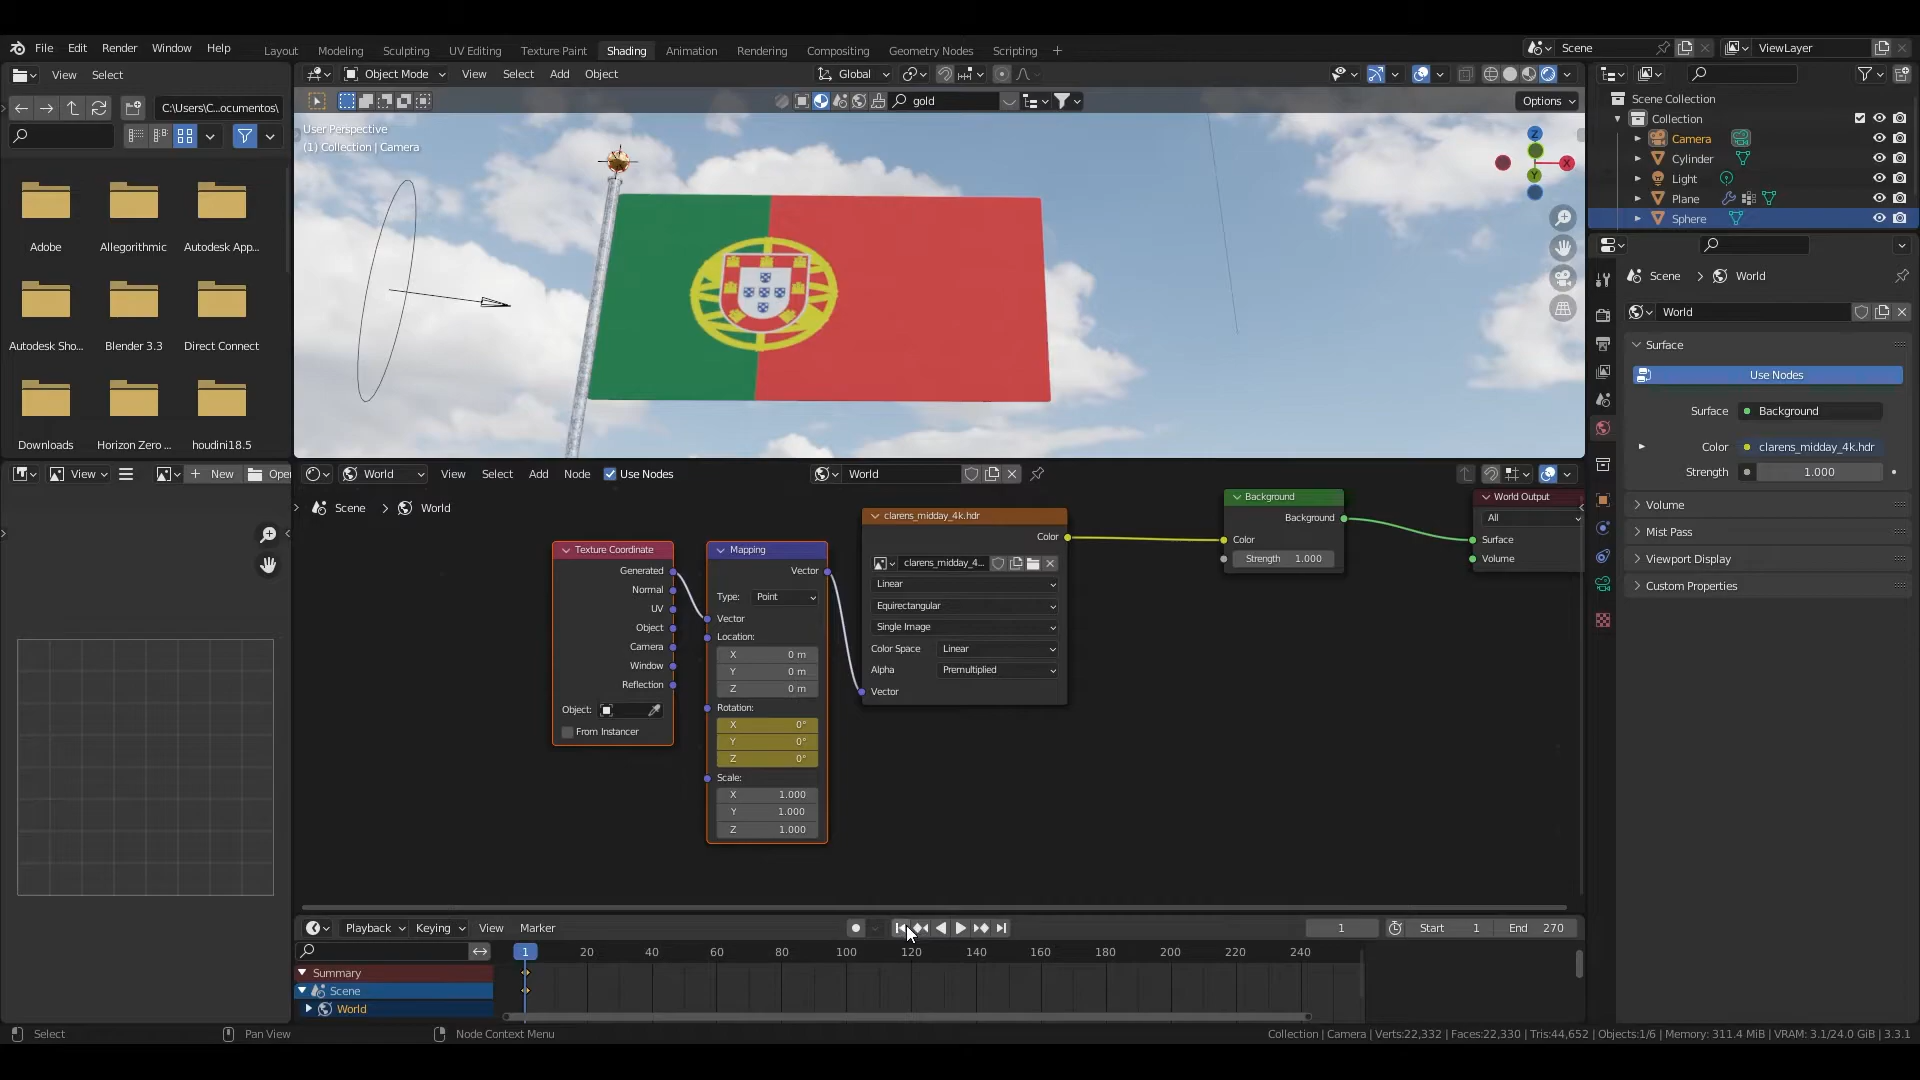 File Edit Render Window Help
Layout Modeling Sculpting UV Editing Texture Paint Shading Animation Rendering Compositing Geometry Nodes Scripting +
Scene
ViewLayer
View Select
Object Mode View Select Add Object
Global
C:\Users\C...ocumentos\
gold
Options
User Perspective
(1) Collection | Camera
Z
X
Y
Scene Collection
Collection
Camera
Cylinder
Light
Plane
Sphere
Adobe
Allegorithmic
Autodesk App...
Autodesk Sho...
Blender 3.3
Direct Connect
Downloads
Horizon Zero ...
houdini18.5
Scene > World
World
Surface
Use Nodes
Surface Background
Color clarens_midday_4k.hdr
Strength 1.000
Volume
Mist Pass
Viewport Display
Custom Properties
View
New
Open
World View Select Add Node Use Nodes
World
Scene > World
Texture Coordinate
Generated
Normal
UV
Object
Camera
Window
Reflection
Object:
From Instancer
Mapping
Vector
Type: Point
Vector
Location:
X 0 m
Y 0 m
Z 0 m
Rotation:
X 0°
Y 0°
Z 0°
Scale:
X 1.000
Y 1.000
Z 1.000
clarens_midday_4k.hdr
Color
clarens_midday_4...
Linear
Equirectangular
Single Image
Color Space Linear
Alpha Premultiplied
Vector
Background
Background
Color
Strength 1.000
World Output
All
Surface
Volume
Playback Keying View Marker
1
Start 1
End 270
1 20 40 60 80 100 120 140 160 180 200 220 240
Summary
Scene
World
Select
Pan View
Node Context Menu
Collection | Camera | Verts:22,332 | Faces:22,330 | Tris:44,652 | Objects:1/6 | Memory: 311.4 MiB | VRAM: 3.1/24.0 GiB | 3.3.1